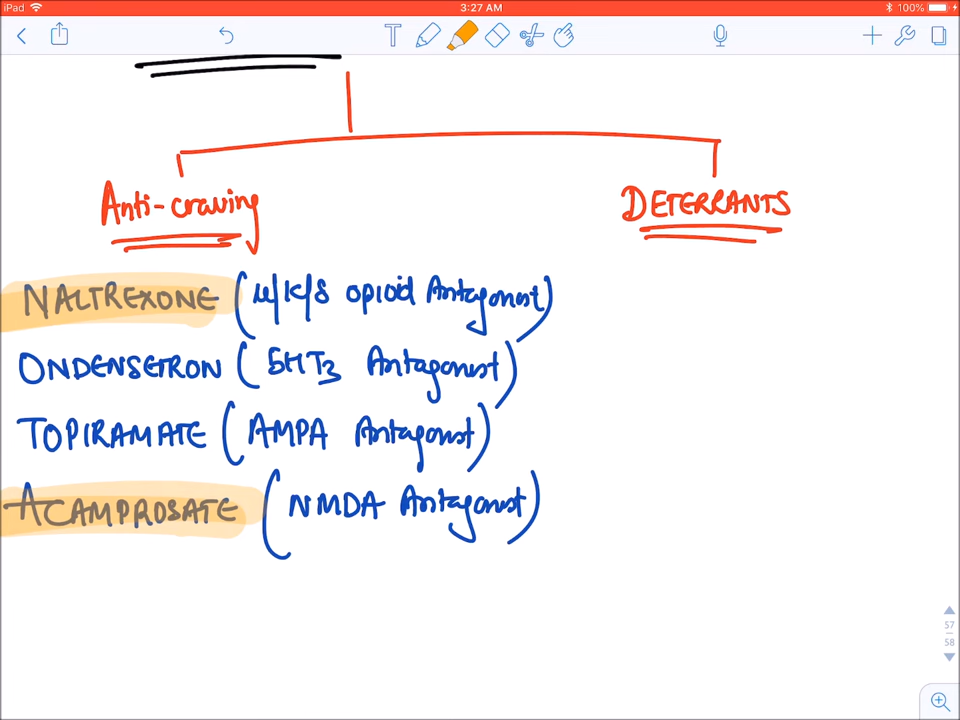 iPad 3:27 AM 100%
T
Anti-craving DETERRANTS
NALTREXONE (μ/K/δ opioid Antagonist)
ONDENSETRON (5HT3 Antagonist)
TOPIRAMATE (AMPA Antagonist)
ACAMPROSATE (NMDA Antagonist)
57
58